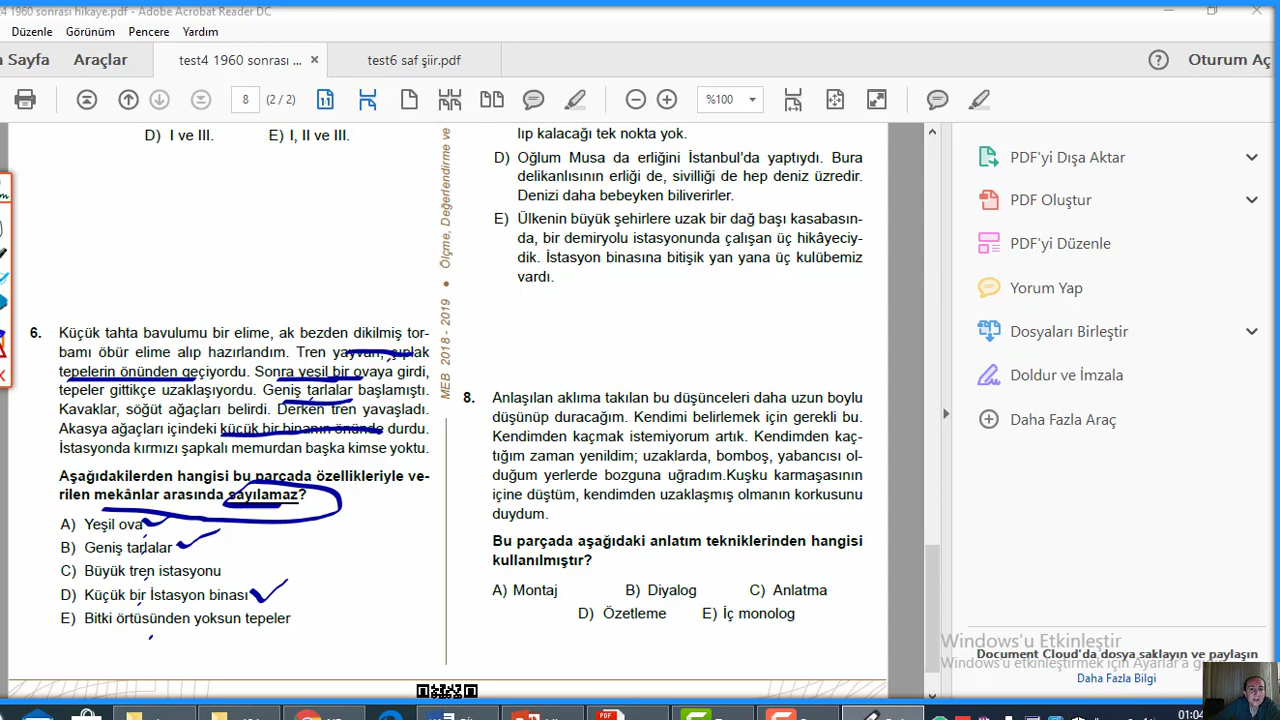 24 1960 sonrası hikaye.pdf - Adobe Acrobat Reader DC
Düzenle Görünüm Pencere Yardım
Sayfa Araçlar test4 1960 sonrası ... × test6 saf şiir.pdf Oturum Aç
8 (2 / 2) %100
D) I ve III. E) I, II ve III.
6. Küçük tahta bavulumu bir elime, ak bezden dikilmiş tor-
bamı öbür elime alıp hazırlandım. Tren yayvan, çıplak
tepelerin önünden geçiyordu. Sonra yeşil bir ovaya girdi,
tepeler gittikçe uzaklaşıyordu. Geniş tarlalar başlamıştı.
Kavaklar, söğüt ağaçları belirdi. Derken tren yavaşladı.
Akasya ağaçları içindeki küçük bir binanın önünde durdu.
İstasyonda kırmızı şapkalı memurdan başka kimse yoktu.
Aşağıdakilerden hangisi bu parçada özellikleriyle ve-
rilen mekânlar arasında sayılamaz?
A) Yeşil ova
B) Geniş tarlalar
C) Büyük tren istasyonu
D) Küçük bir İstasyon binası
E) Bitki örtüsünden yoksun tepeler
MEB 2018 - 2019 • Ölçme, Değerlendirme ve
lıp kalacağı tek nokta yok.
D) Oğlum Musa da erliğini İstanbul'da yaptıydı. Bura
delikanlısının erliği de, sivilliği de hep deniz üzredir.
Denizi daha bebeyken biliverirler.
E) Ülkenin büyük şehirlere uzak bir dağ başı kasabasın-
da, bir demiryolu istasyonunda çalışan üç hikâyeciy-
dik. İstasyon binasına bitişik yan yana üç kulübemiz
vardı.
8. Anlaşılan aklıma takılan bu düşünceleri daha uzun boylu
düşünüp duracağım. Kendimi belirlemek için gerekli bu.
Kendimden kaçmak istemiyorum artık. Kendimden kaç-
tığım zaman yenildim; uzaklarda, bomboş, yabancısı ol-
duğum yerlerde bozguna uğradım.Kuşku karmaşasının
içine düştüm, kendimden uzaklaşmış olmanın korkusunu
duydum.
Bu parçada aşağıdaki anlatım tekniklerinden hangisi
kullanılmıştır?
A) Montaj B) Diyalog C) Anlatma
D) Özetleme E) İç monolog
PDF'yi Dışa Aktar
PDF Oluştur
PDF'yi Düzenle
Yorum Yap
Dosyaları Birleştir
Doldur ve İmzala
Daha Fazla Araç
Windows'u Etkinleştir
Document Cloud'da dosya saklayın ve paylaşın
Windows'u etkinleştirmek için Ayarlar'a
Daha Fazla Bilgi
01:04